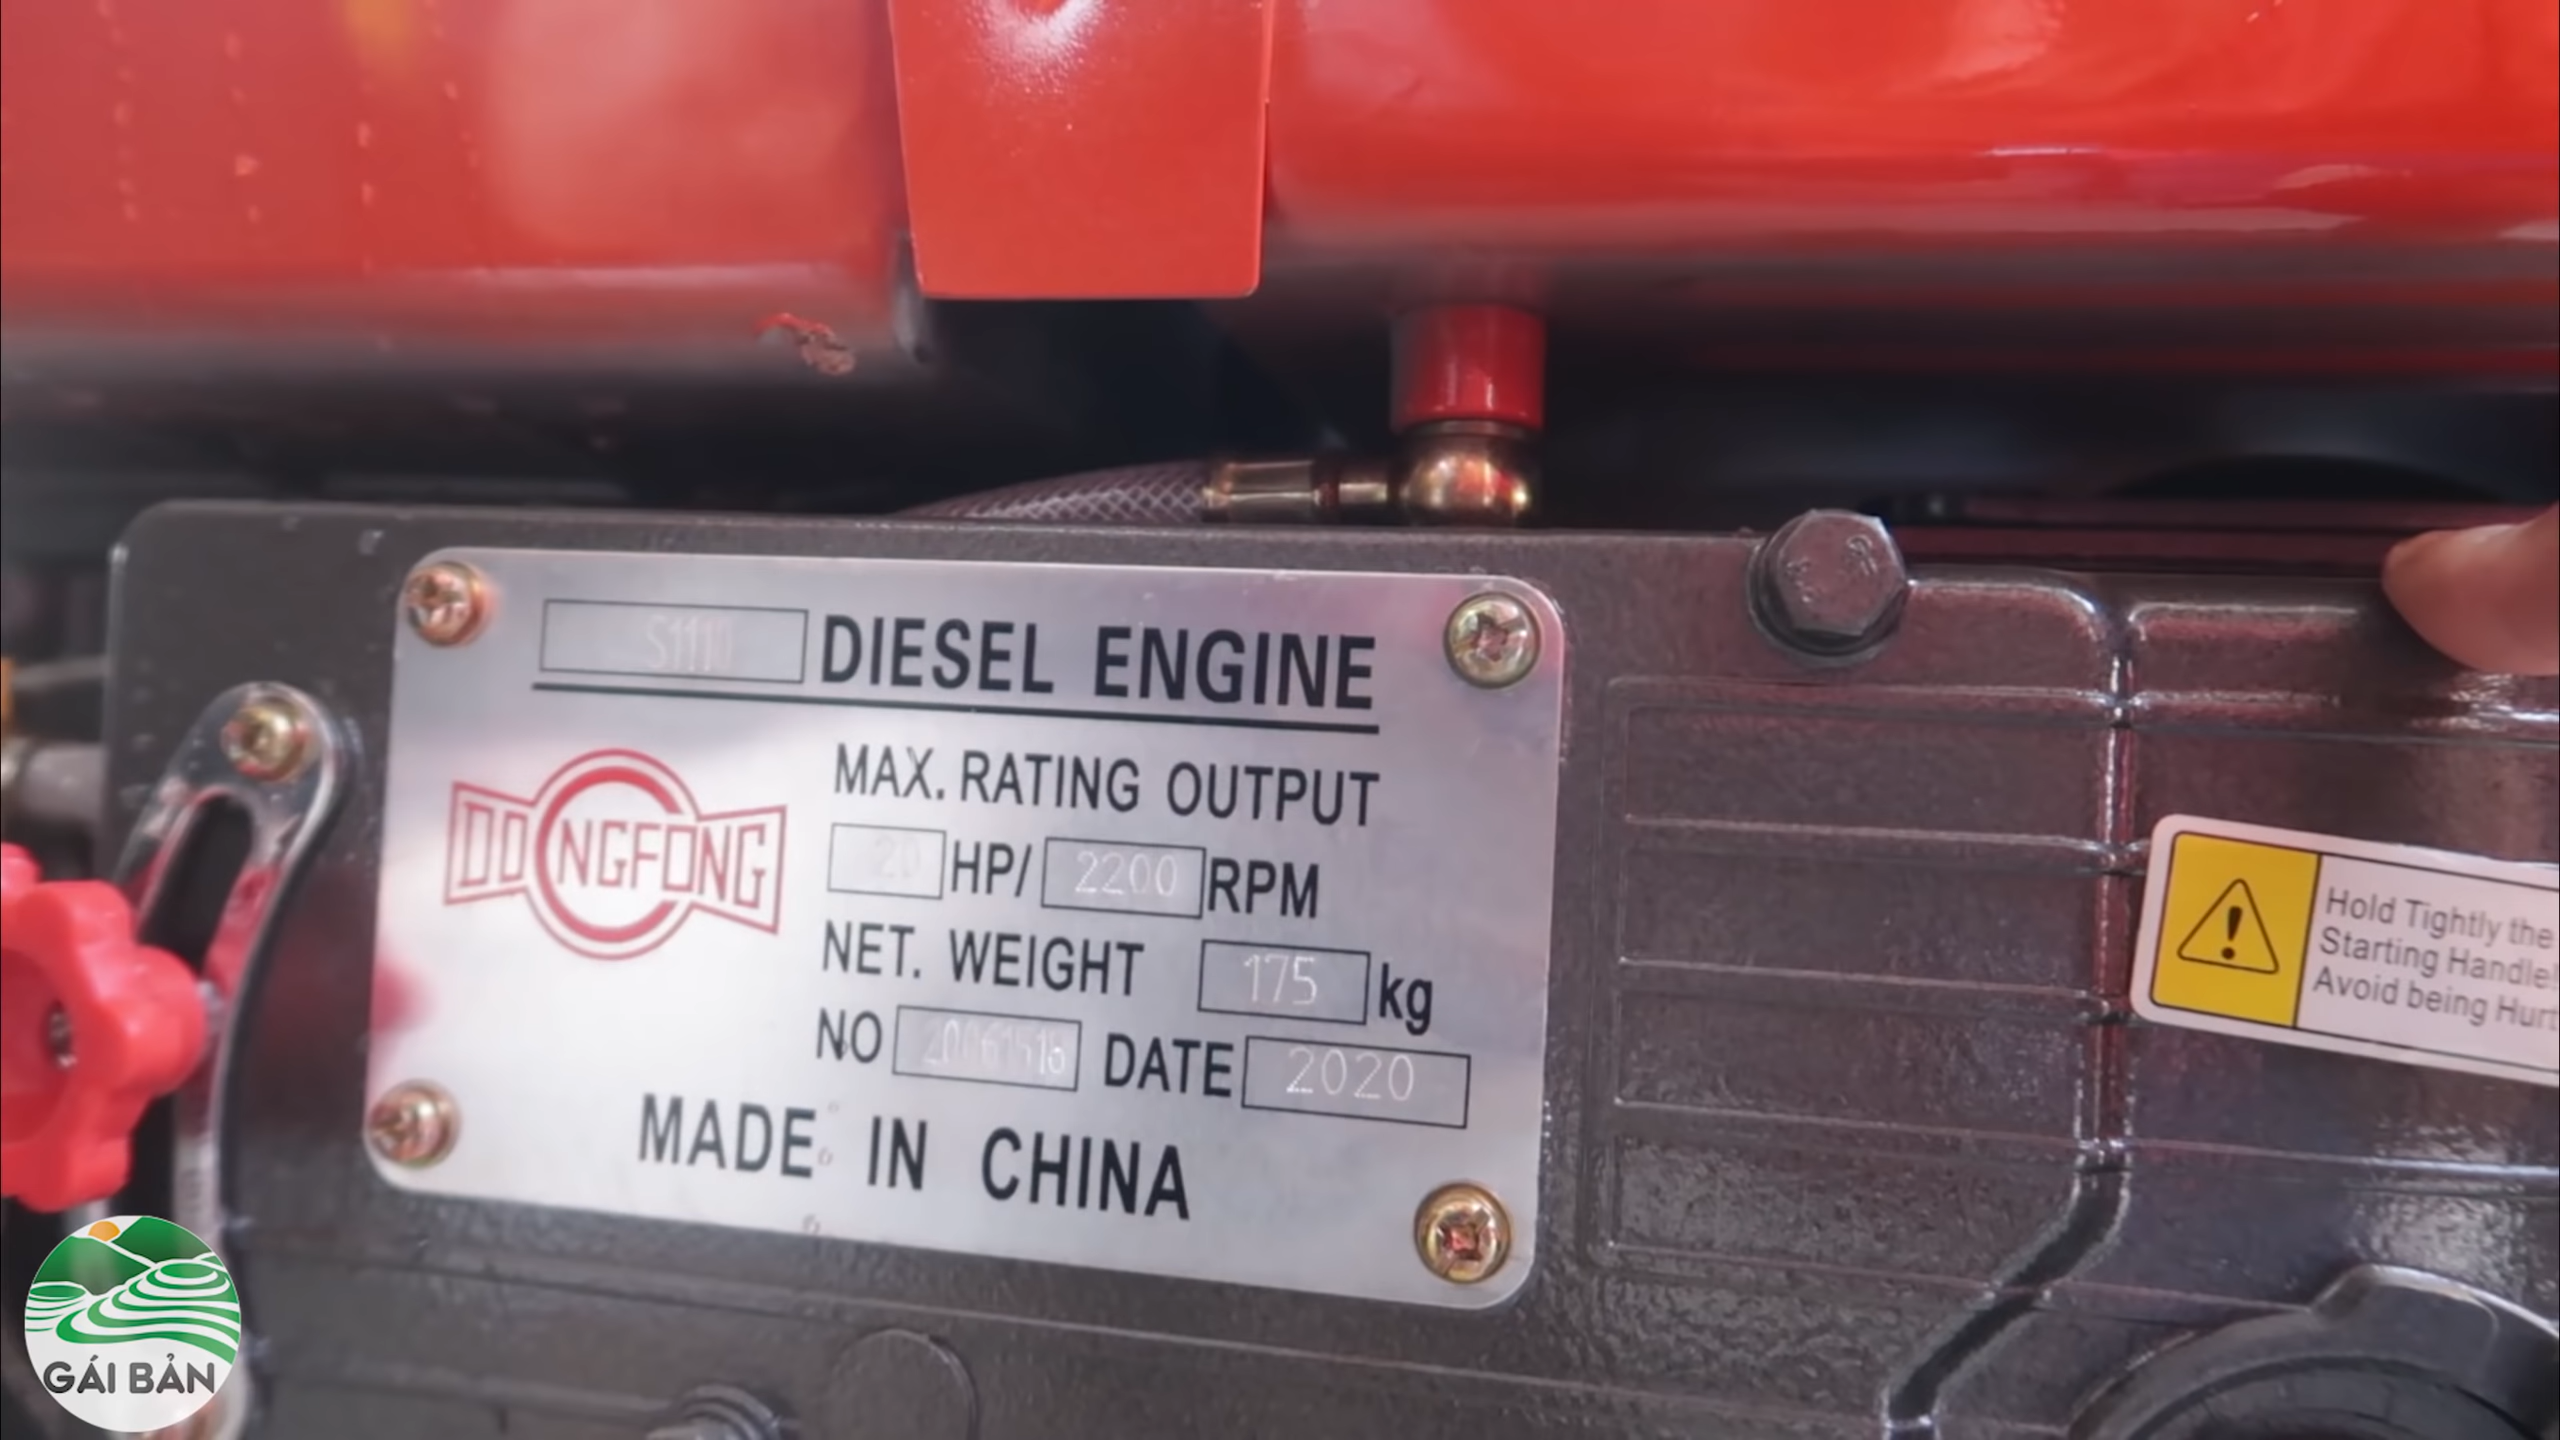 S1110 DIESEL ENGINE
DONGFONG
MAX. RATING OUTPUT
20 HP/ 2200 RPM
NET. WEIGHT 175 kg
NO 20061518 DATE 2020
MADE IN CHINA
Hold Tightly the
Starting Handle!
Avoid being Hurt
GÁI BẢN